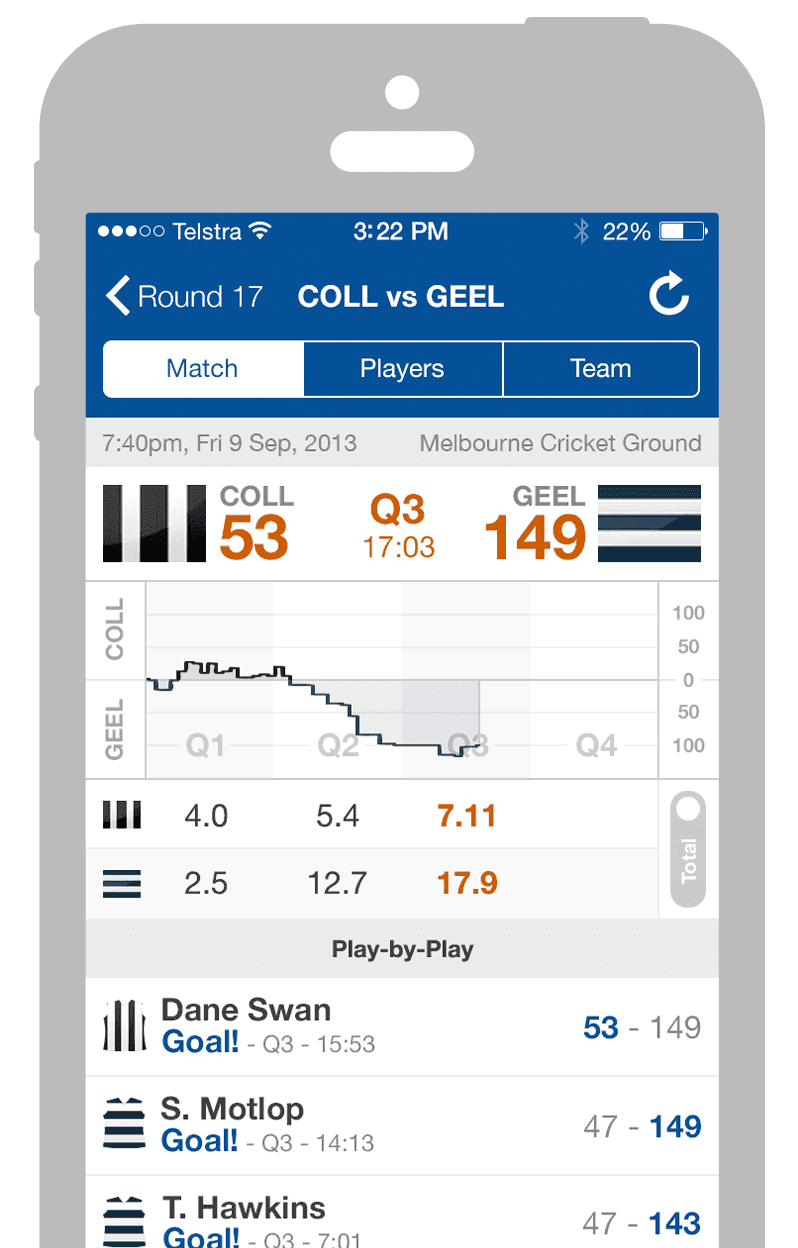 Telstra 3:22 PM 22%
Round 17 COLL vs GEEL
Match Players Team
7:40pm, Fri 9 Sep, 2013 Melbourne Cricket Ground
COLL 53 Q3 17:03 GEEL 149
COLL
GEEL
100
50
0
50
100
Q1 Q2 Q3 Q4
4.0 5.4 7.11
2.5 12.7 17.9
Total
Play-by-Play
Dane Swan
Goal! - Q3 - 15:53 53 - 149
S. Motlop
Goal! - Q3 - 14:13 47 - 149
T. Hawkins
Goal! - Q3 - 7:01 47 - 143